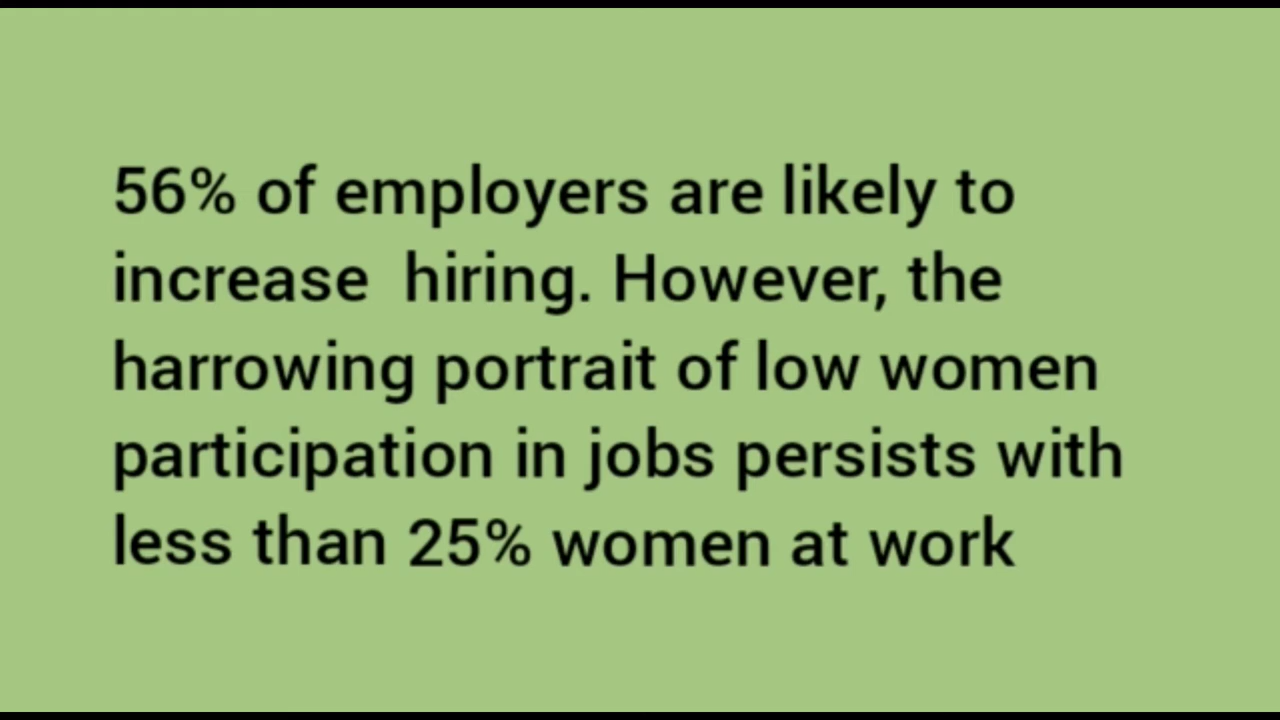 56% of employers are likely to
increase  hiring. However, the
harrowing portrait of low women
participation in jobs persists with
less than 25% women at work